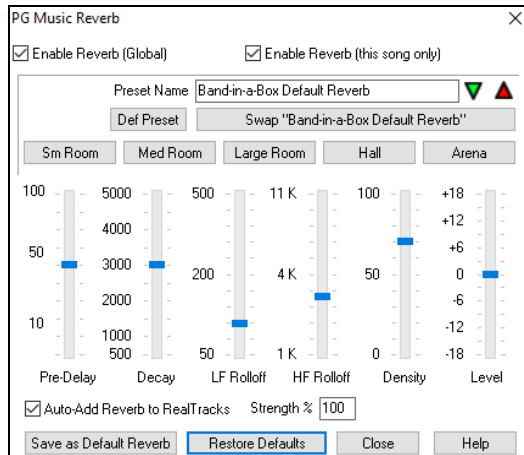 PG Music Reverb
Enable Reverb (Global) Enable Reverb (this song only)
Preset Name Band-in-a-Box Default Reverb
Def Preset Swap "Band-in-a-Box Default Reverb"
Sm Room Med Room Large Room Hall Arena
100 5000 500 11 K 100 +18
4000 +12
50 3000 200 4 K 50 +6
0
2000 -6
10 1000 -12
500 50 1 K 0 -18
Pre-Delay Decay LF Rolloff HF Rolloff Density Level
Auto-Add Reverb to RealTracks Strength % 100
Save as Default Reverb Restore Defaults Close Help